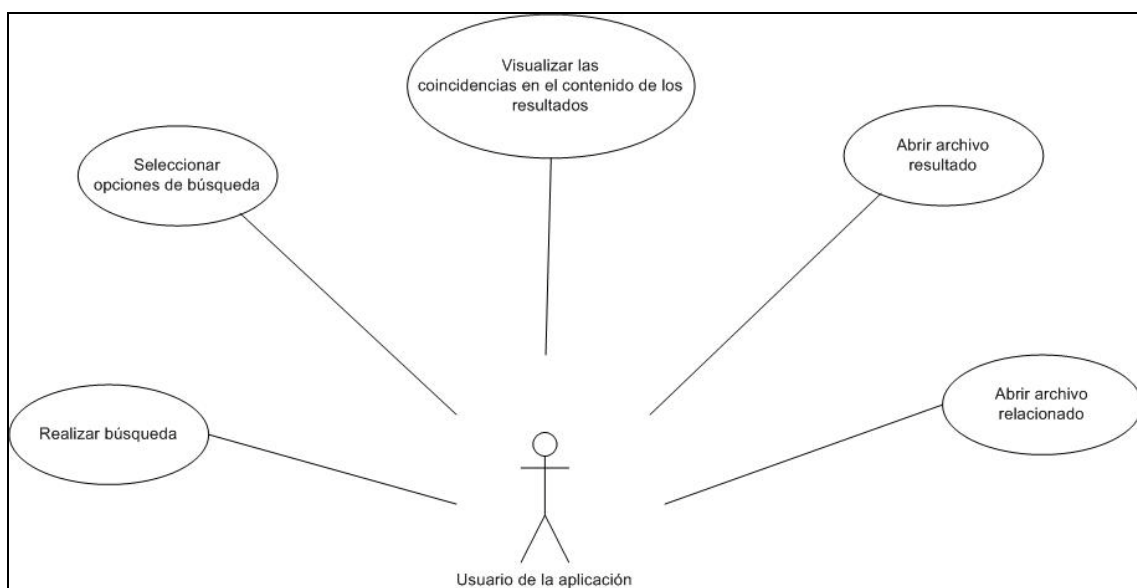 Visualizar las
coincidencias en el contenido de los
resultados
Seleccionar
opciones de búsqueda
Abrir archivo
resultado
Realizar búsqueda
Abrir archivo
relacionado
Usuario de la aplicación